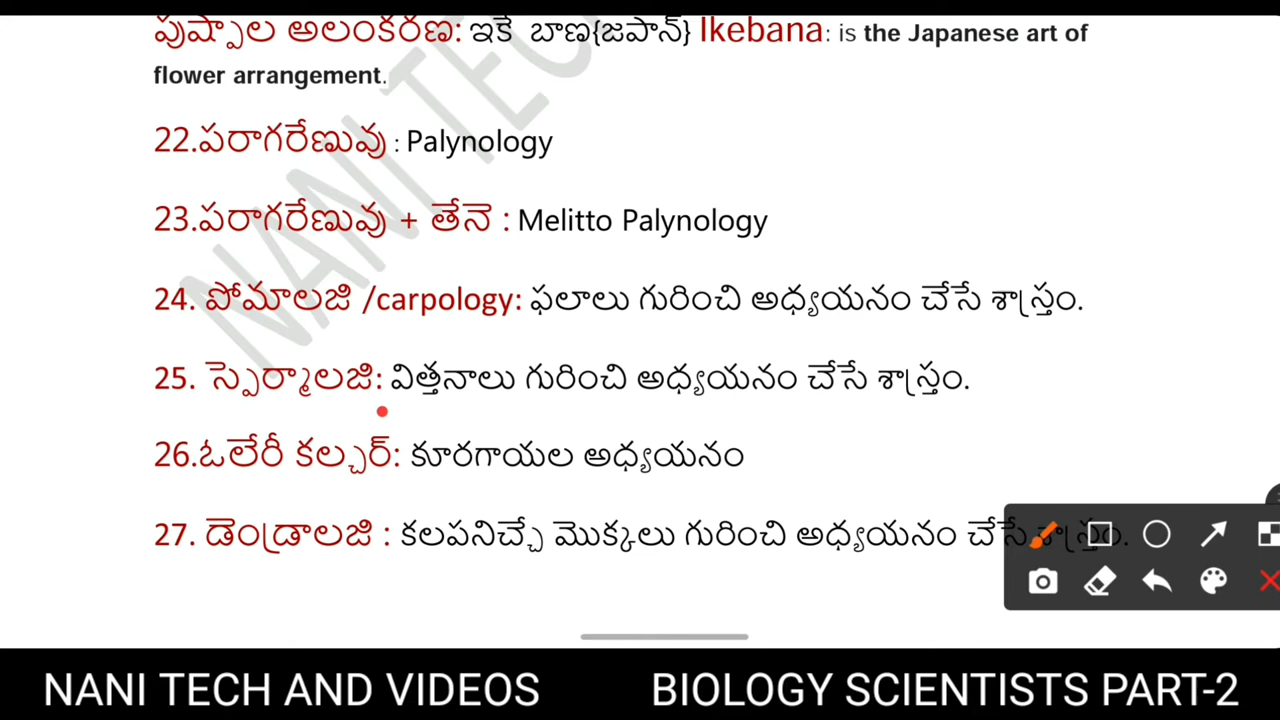 పుష్పాల అలంకరణ: ఇకే బాణ{జపాన్} Ikebana: is the Japanese art of
flower arrangement.
22.పరాగరేణువు : Palynology
23.పరాగరేణువు + తేనె : Melitto Palynology
24. పోమాలజి /carpology: ఫలాలు గురించి అధ్యయనం చేసే శాస్త్రం.
25. స్పెర్మాలజి: విత్తనాలు గురించి అధ్యయనం చేసే శాస్త్రం.
26.ఓలేరీ కల్చర్: కూరగాయల అధ్యయనం
27. డెండ్రాలజి : కలపనిచ్చే మొక్కలు గురించి అధ్యయనం చేసే శాస్త్రం.
NANI TECH
NANI TECH AND VIDEOS BIOLOGY SCIENTISTS PART-2